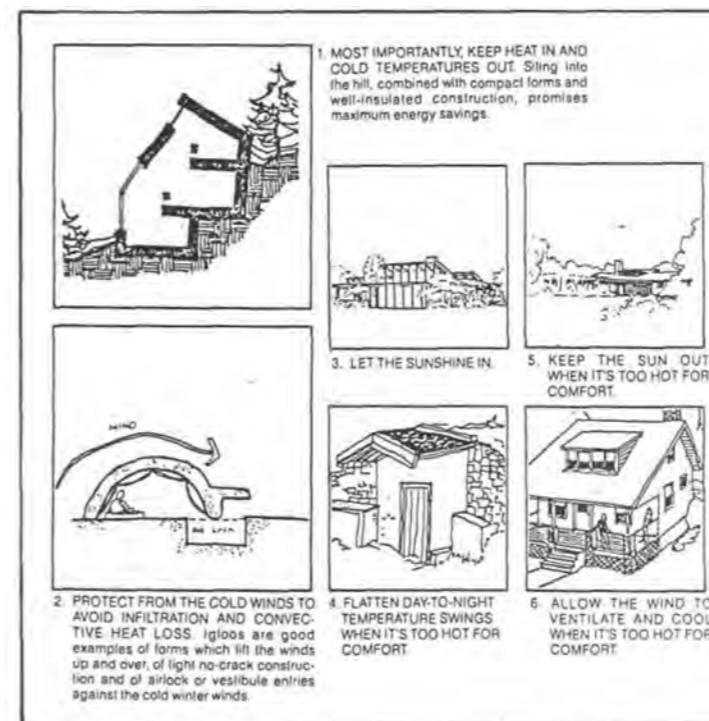 1. MOST IMPORTANTLY, KEEP HEAT IN AND
COLD TEMPERATURES OUT. Siting into
the hill, combined with compact forms and
well-insulated construction, promises
maximum energy savings.
3. LET THE SUNSHINE IN.
5. KEEP THE SUN OUT
WHEN IT'S TOO HOT FOR
COMFORT.
WIND
AIR LOCK
2. PROTECT FROM THE COLD WINDS TO
AVOID INFILTRATION AND CONVEC-
TIVE HEAT LOSS. Igloos are good
examples of forms which lift the winds
up and over, of light no-crack construc-
tion and of airlock or vestibule entries
against the cold winter winds.
4. FLATTEN DAY-TO-NIGHT
TEMPERATURE SWINGS
WHEN IT'S TOO HOT FOR
COMFORT.
6. ALLOW THE WIND TO
VENTILATE AND COOL
WHEN IT'S TOO HOT FOR
COMFORT.